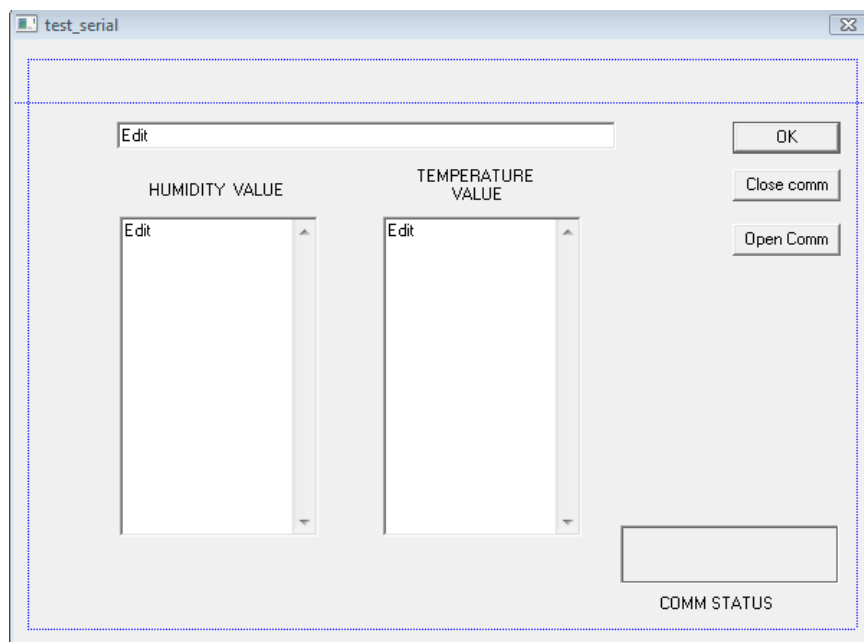 test_serial
Edit
OK
HUMIDITY VALUE
TEMPERATURE
VALUE
Close comm
Edit
Edit
Open Comm
COMM STATUS